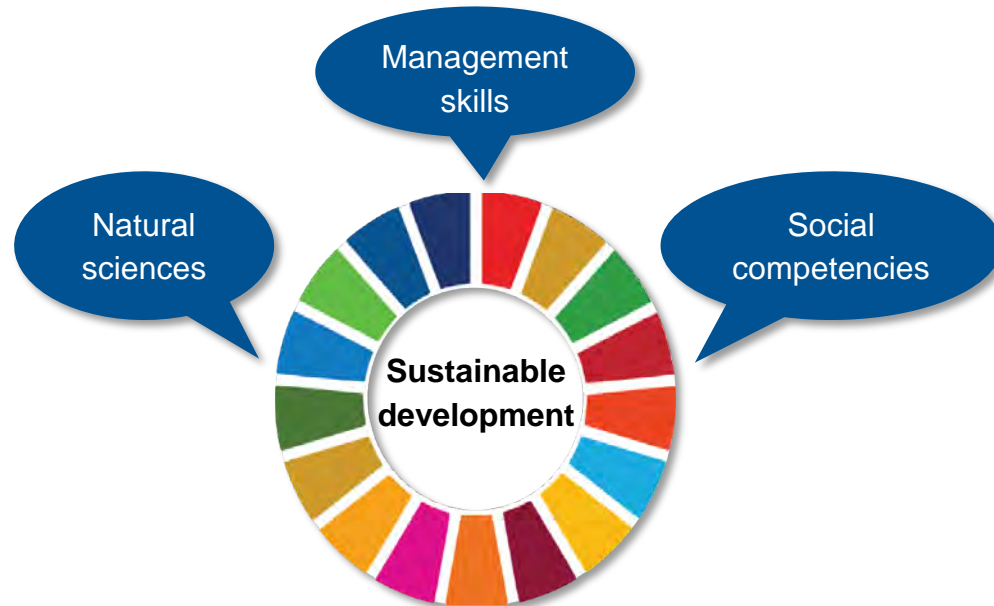 Management
skills
Natural
sciences
Social
competencies
Sustainable
development